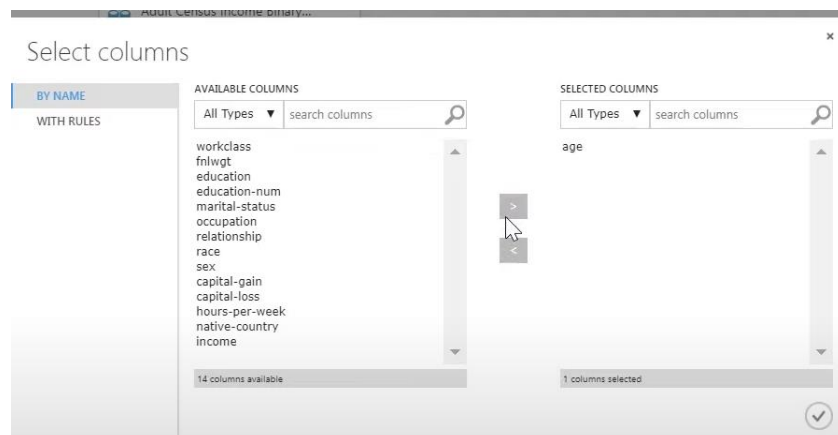 Adult Census Income Binary...
Select columns
×
BY NAME
WITH RULES
AVAILABLE COLUMNS
All Types ▼ search columns
workclass
fnlwgt
education
education-num
marital-status
occupation
relationship
race
sex
capital-gain
capital-loss
hours-per-week
native-country
income
14 columns available
>
<
SELECTED COLUMNS
All Types ▼ search columns
age
1 columns selected